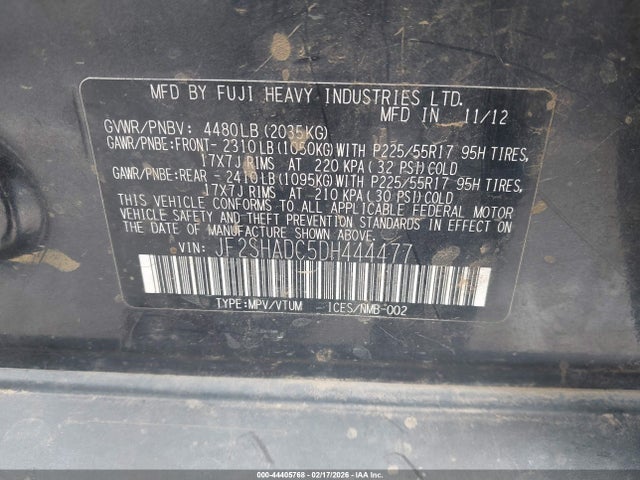 MFD BY FUJI HEAVY INDUSTRIES LTD.
MFD IN 11/12
GVWR/PNBV: 4480LB (2035KG)
GAWR/PNBE:FRONT- 2310LB (1050KG)WITH P225/55R17 95H TIRES,
17X7J RIMS AT 220 KPA ( 32 PSI)COLD
GAWR/PNBE:REAR - 2410LB (1095KG)WITH P225/55R17 95H TIRES,
17X7J RIMS AT 210 KPA ( 30 PSI)COLD
THIS VEHICLE CONFORMS TO ALL APPLICABLE FEDERAL MOTOR
VEHICLE SAFETY AND THEFT PREVENTION STANDARDS IN EFFECT ON
THE DATE OF MANUFACTURE SHOWN ABOVE.
VIN: JF2SHADC5DH444477
TYPE:MPV/VTUM ICES/NMB-002
000-44405768 - 02/17/2026 - IAA Inc.